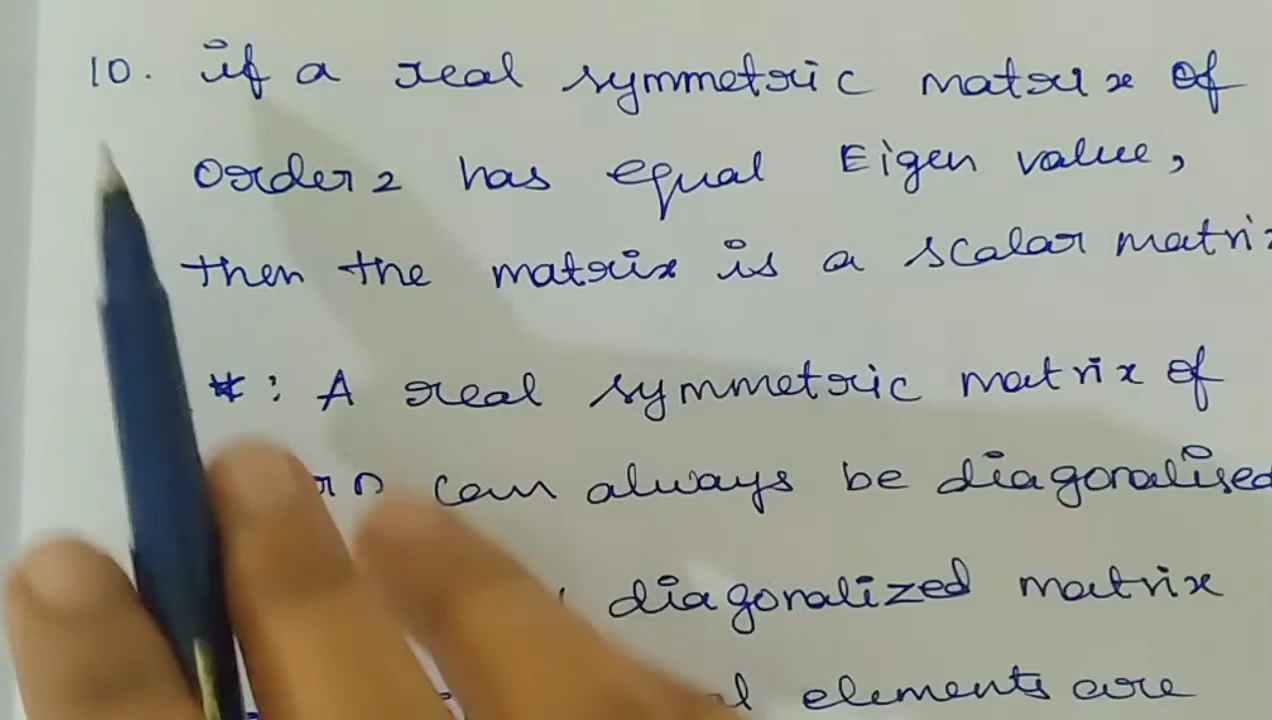 10. if a real symmetric matrix of
Order 2 has equal Eigen value,
then the matrix is a scalar matri
* : A real symmetric matrix of
n can always be diagonalised
diagonalized matrix
elements are